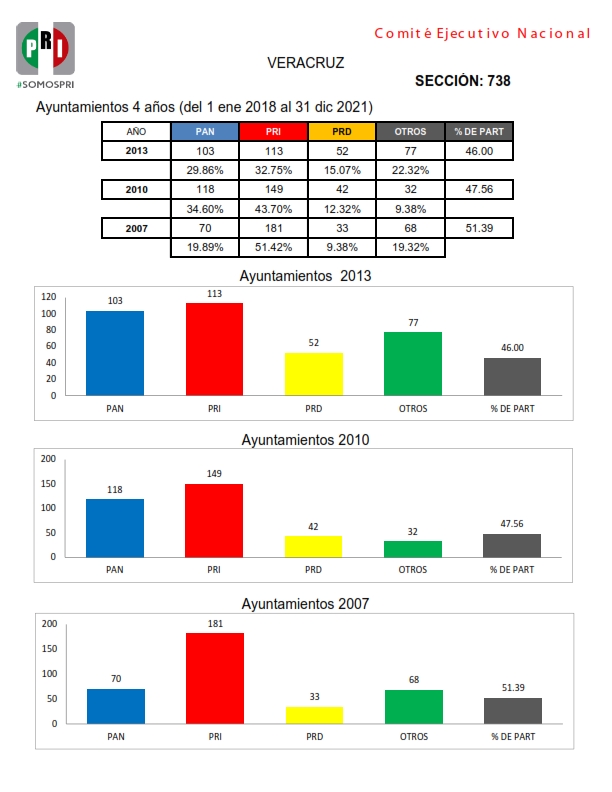 Comité Ejecutivo Nacional
PRI
#SOMOSPRI
VERACRUZ
SECCIÓN: 738
Ayuntamientos 4 años (del 1 ene 2018 al 31 dic 2021)
AÑO PAN PRI PRD OTROS % DE PART
2013 103 113 52 77 46.00
29.86% 32.75% 15.07% 22.32%
2010 118 149 42 32 47.56
34.60% 43.70% 12.32% 9.38%
2007 70 181 33 68 51.39
19.89% 51.42% 9.38% 19.32%
Ayuntamientos 2013
120
100
80
60
40
20
0
103 113 52 77 46.00
PAN PRI PRD OTROS % DE PART
Ayuntamientos 2010
200
150
100
50
0
118 149 42 32 47.56
PAN PRI PRD OTROS % DE PART
Ayuntamientos 2007
200
150
100
50
0
70 181 33 68 51.39
PAN PRI PRD OTROS % DE PART